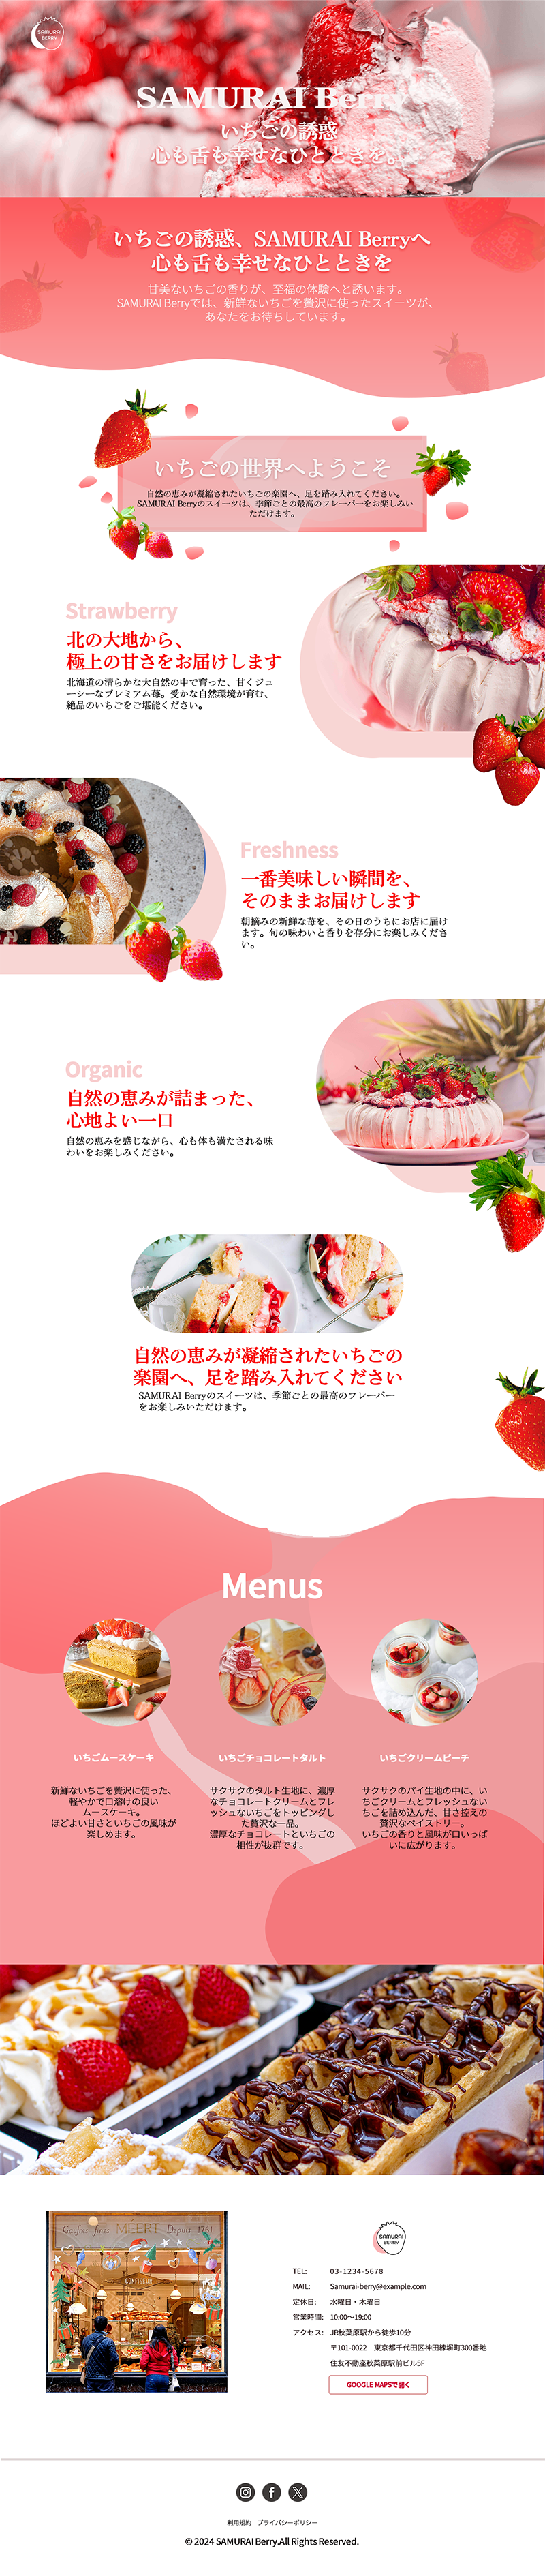 SAMURAI
BERRY
SAMURAI Berry
いちごの誘惑
心も舌も幸せなひとときを。
いちごの誘惑、SAMURAI Berryへ
心も舌も幸せなひとときを
甘美ないちごの香りが、至福の体験へと誘います。
SAMURAI Berryでは、新鮮ないちごを贅沢に使ったスイーツが、
あなたをお待ちしています。
いちごの世界へようこそ
自然の恵みが凝縮されたいちごの楽園へ、足を踏み入れてください。
SAMURAI Berryのスイーツは、季節ごとの最高のフレーバーをお楽しみい
ただけます。
Strawberry
北の大地から、
極上の甘さをお届けします
北海道の清らかな大自然の中で育った、甘くジュ
ーシーなプレミアム苺。受かな自然環境が育む、
絶品のいちごをご堪能ください。
Freshness
一番美味しい瞬間を、
そのままお届けします
朝摘みの新鮮な苺を、その日のうちにお店に届け
ます。旬の味わいと香りを存分にお楽しみくださ
い。
Organic
自然の恵みが詰まった、
心地よい一口
自然の恵みを感じながら、心も体も満たされる味
わいをお楽しみください。
自然の恵みが凝縮されたいちごの
楽園へ、足を踏み入れてください
SAMURAI Berryのスイーツは、季節ごとの最高のフレーバー
をお楽しみいただけます。
Menus
いちごムースケーキ
新鮮ないちごを贅沢に使った、
軽やかで口溶けの良い
ムースケーキ。
ほどよい甘さといちごの風味が
楽しめます。
いちごチョコレートタルト
サクサクのタルト生地に、濃厚
なチョコレートクリームとフレ
ッシュないちごをトッピングし
た贅沢な一品。
濃厚なチョコレートといちごの
相性が抜群です。
いちごクリームピーチ
サクサクのパイ生地の中に、い
ちごクリームとフレッシュない
ちごを詰め込んだ、甘さ控えの
贅沢なペイストリー。
いちごの香りと風味が口いっぱ
いに広がります。
Gaufres fines MEERT Depuis 1761
CONFISERIE
SAMURAI
BERRY
TEL: 03-1234-5678
MAIL: Samurai-berry@example.com
定休日: 水曜日・木曜日
営業時間: 10:00〜19:00
アクセス: JR秋葉原駅から徒歩10分
〒101-0022 東京都千代田区神田練塀町300番地
住友不動産秋葉原駅前ビル5F
GOOGLE MAPSで開く
利用規約 プライバシーポリシー
© 2024 SAMURAI Berry.All Rights Reserved.